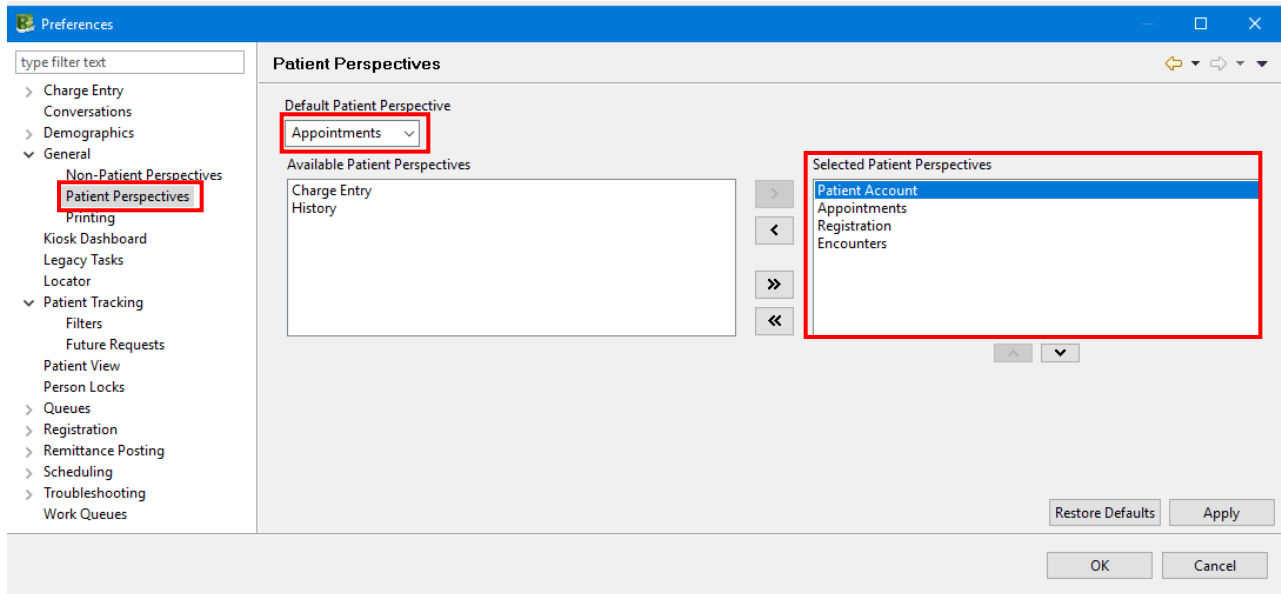 Preferences
type filter text
Charge Entry
Conversations
Demographics
General
Non-Patient Perspectives
Patient Perspectives
Printing
Kiosk Dashboard
Legacy Tasks
Locator
Patient Tracking
Filters
Future Requests
Patient View
Person Locks
Queues
Registration
Remittance Posting
Scheduling
Troubleshooting
Work Queues
Patient Perspectives
Default Patient Perspective
Appointments
Available Patient Perspectives
Charge Entry
History
Selected Patient Perspectives
Patient Account
Appointments
Registration
Encounters
Restore Defaults
Apply
OK
Cancel